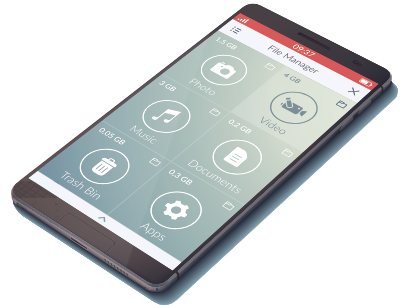 09:37
File Manager
1.5 GB
Photo
4 GB
Video
3 GB
Music
0.2 GB
Documents
0.05 GB
Trash Bin
0.3 GB
Apps